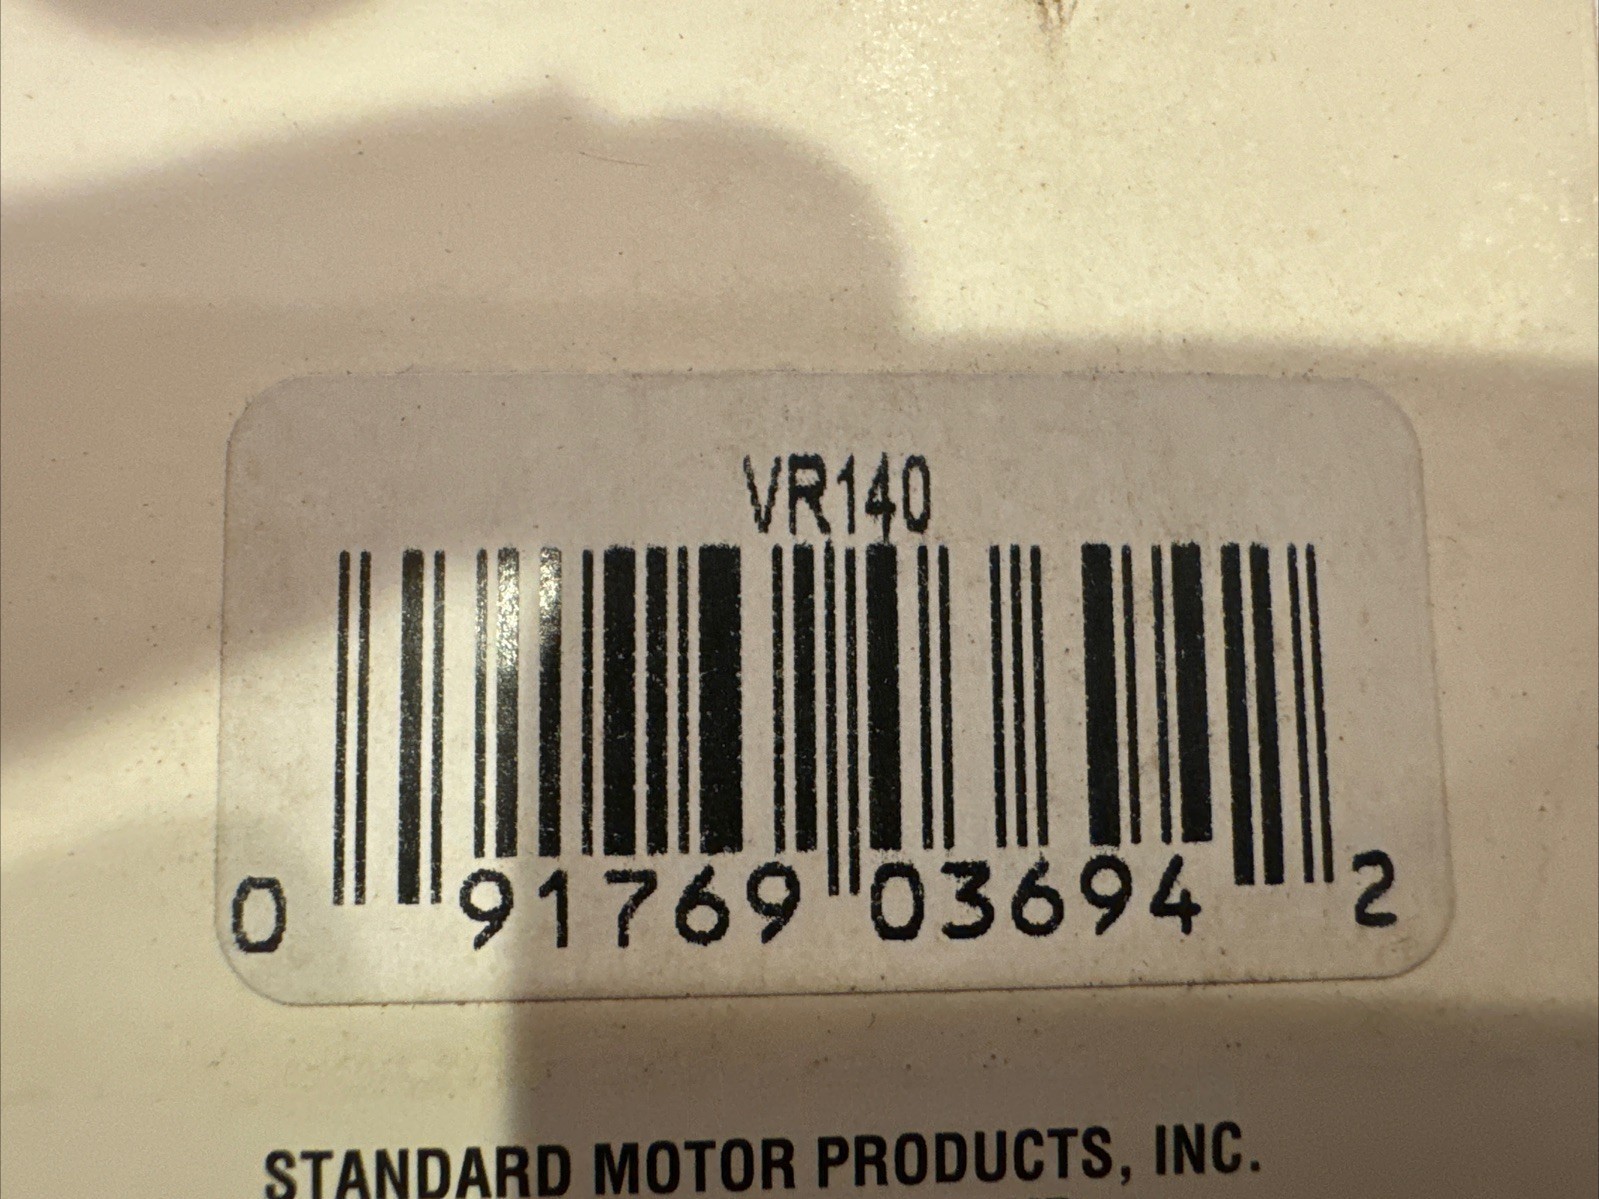 VR140
0 91769 03694 2
STANDARD MOTOR PRODUCTS, INC.